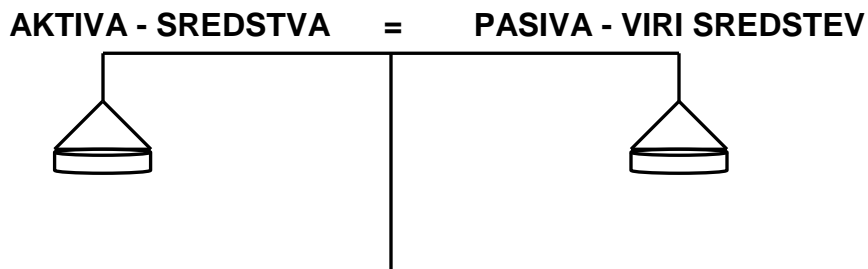 AKTIVA - SREDSTVA = PASIVA - VIRI SREDSTEV